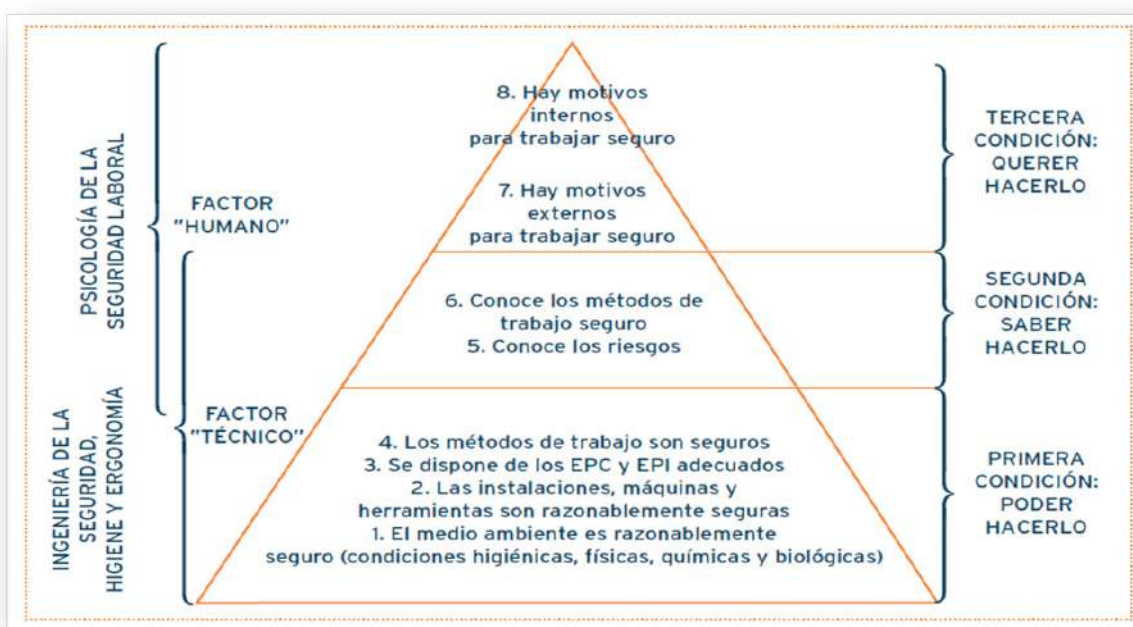 PSICOLOGÍA DE LA
SEGURIDAD LABORAL
INGENIERÍA DE LA
SEGURIDAD,
HIGIENE Y ERGONOMÍA
FACTOR
"HUMANO"
FACTOR
"TÉCNICO"
8. Hay motivos
internos
para trabajar seguro
7. Hay motivos
externos
para trabajar seguro
6. Conoce los métodos de
trabajo seguro
5. Conoce los riesgos
4. Los métodos de trabajo son seguros
3. Se dispone de los EPC y EPI adecuados
2. Las instalaciones, máquinas y
herramientas son razonablemente seguras
1. El medio ambiente es razonablemente
seguro (condiciones higiénicas, físicas, químicas y biológicas)
TERCERA
CONDICIÓN:
QUERER
HACERLO
SEGUNDA
CONDICIÓN:
SABER
HACERLO
PRIMERA
CONDICIÓN:
PODER
HACERLO